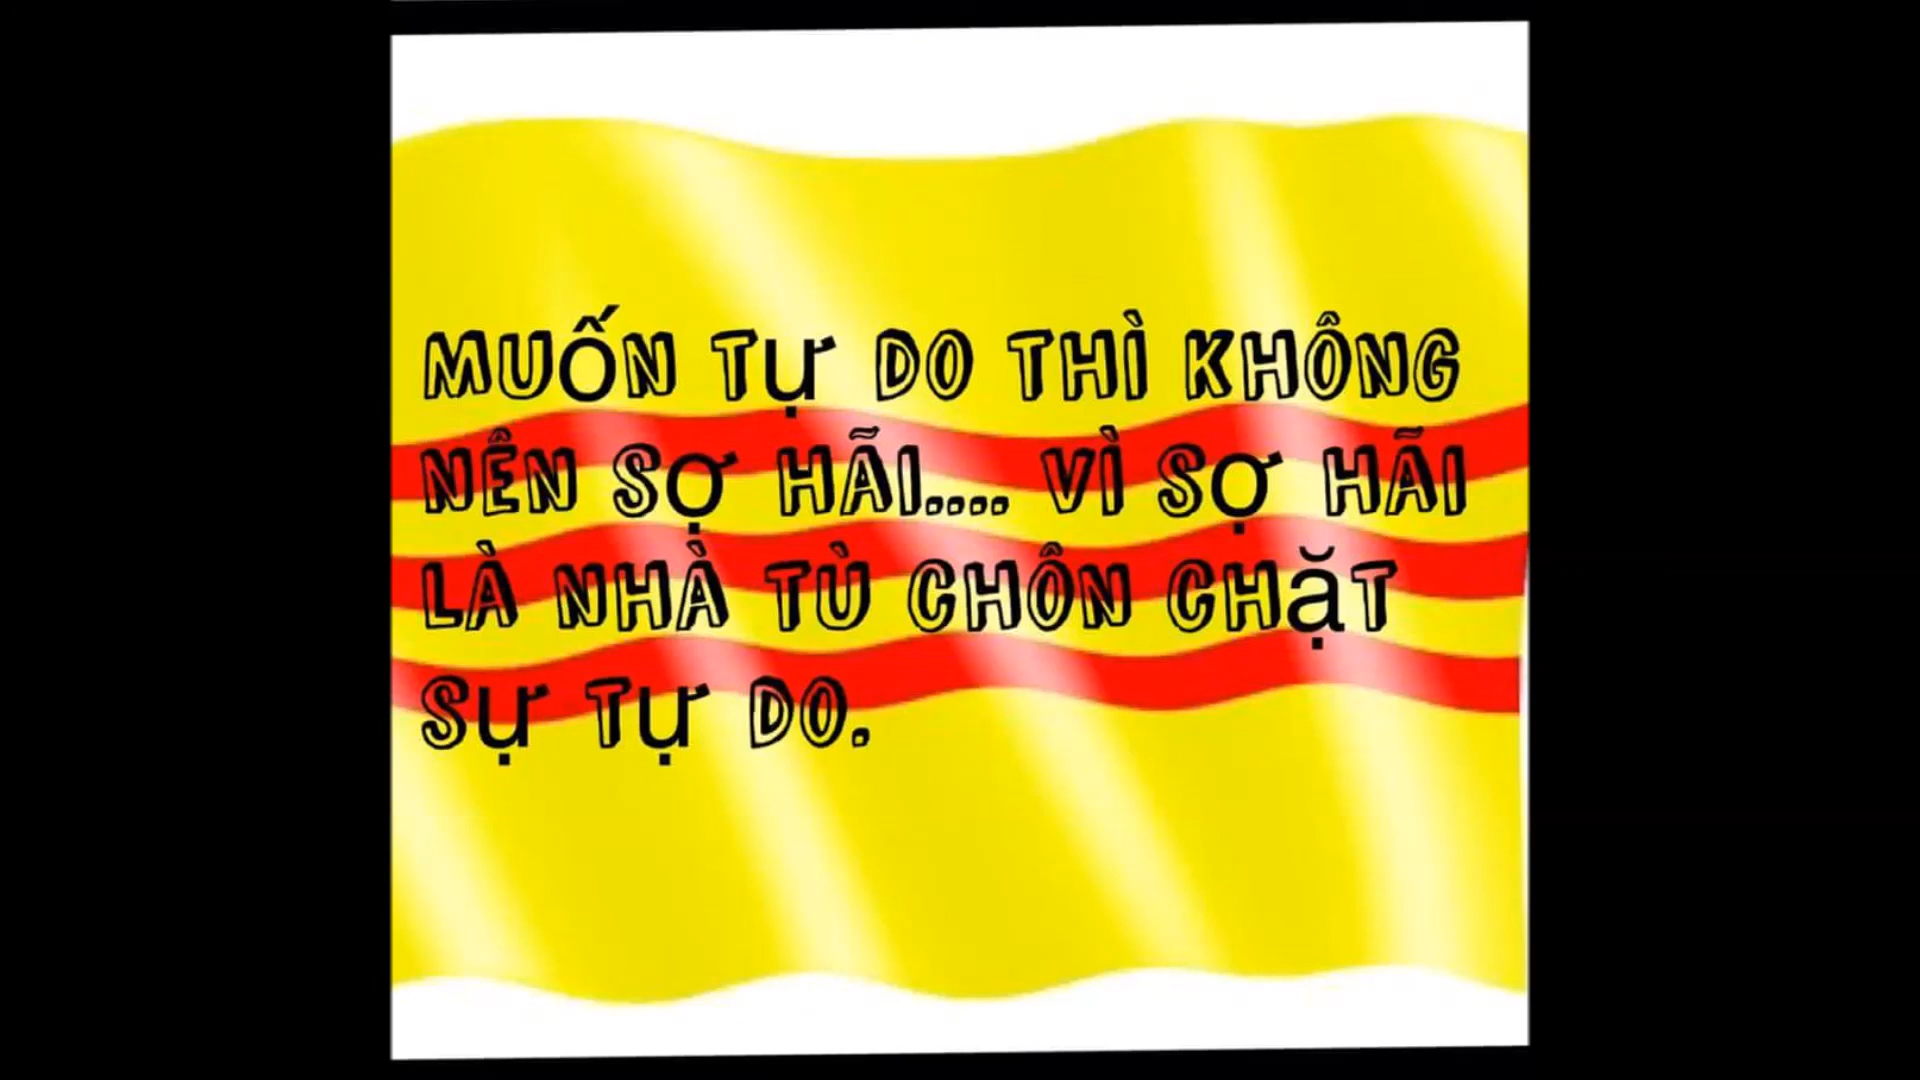 MUỐN TỰ DO THÌ KHÔNG
NÊN SỢ HÃI.... VÌ SỢ HÃI
LÀ NHÀ TÙ CHÔN CHẶT
SỰ TỰ DO.